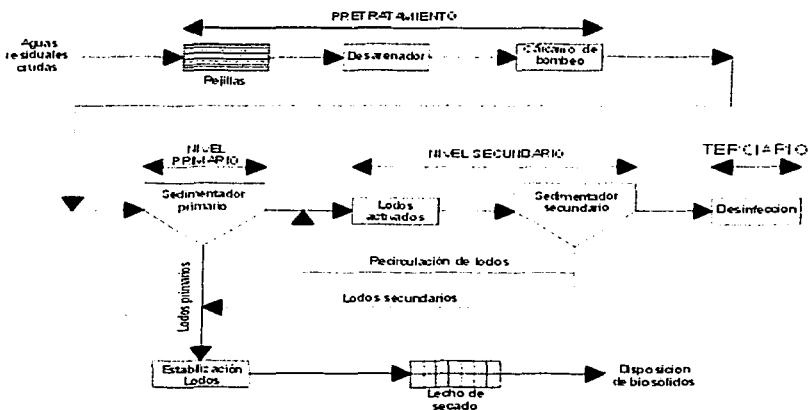 PRETRATAMIENTO
Aguas
residuales
crudas
Rejillas
Desarenador
Cárcamo de
bombeo
NIVEL
PRIMARIO
NIVEL SECUNDARIO
TERCIARIO
Sedimentador
primario
Lodos
activados
Sedimentador
secundario
Desinfeccion
Recirculación de lodos
Lodos secundarios
Lodos primarios
Estabilización
Lodos
Lecho de
secado
Disposicion
de biosolidos